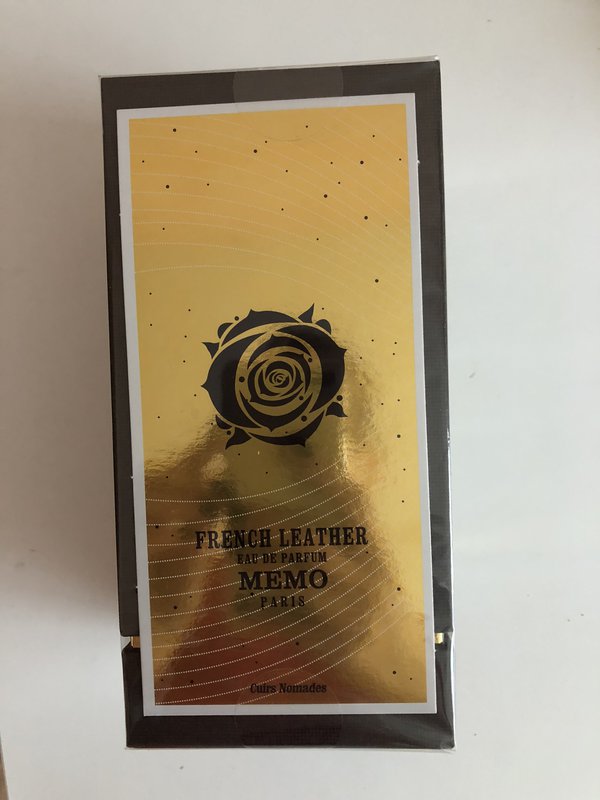 FRENCH LEATHER
EAU DE PARFUM
MEMO
PARIS
Cuirs Nomades